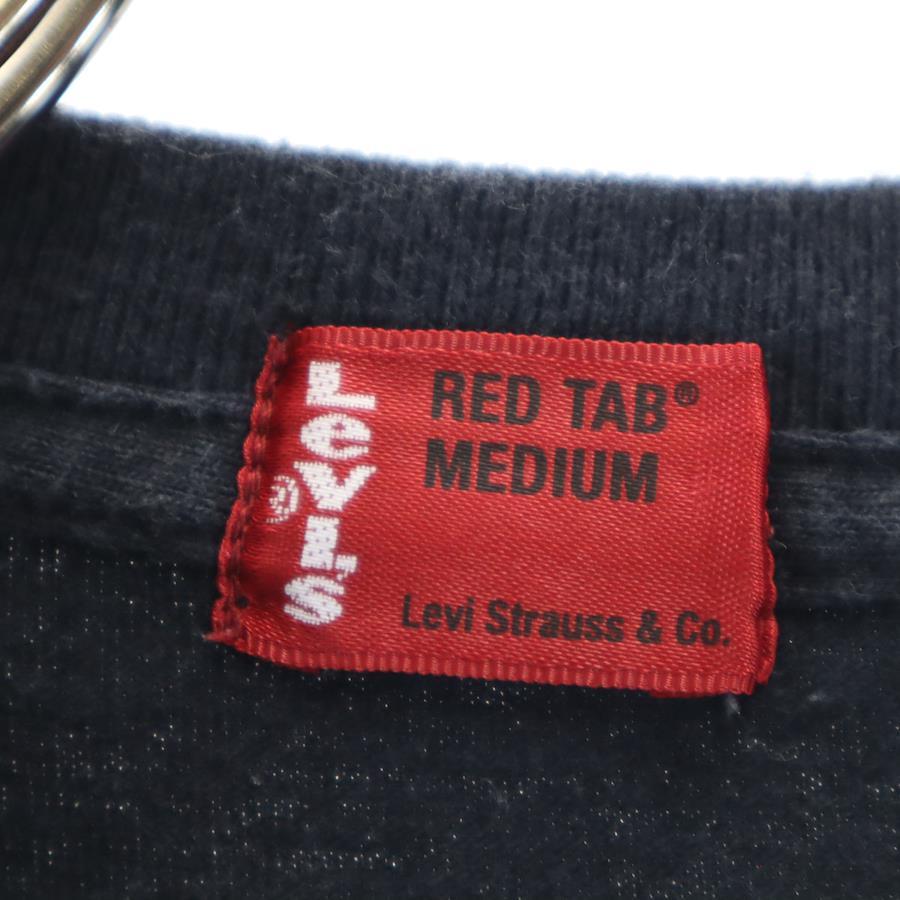 LeVI'S®
RED TAB®
MEDIUM
Levi Strauss & Co.